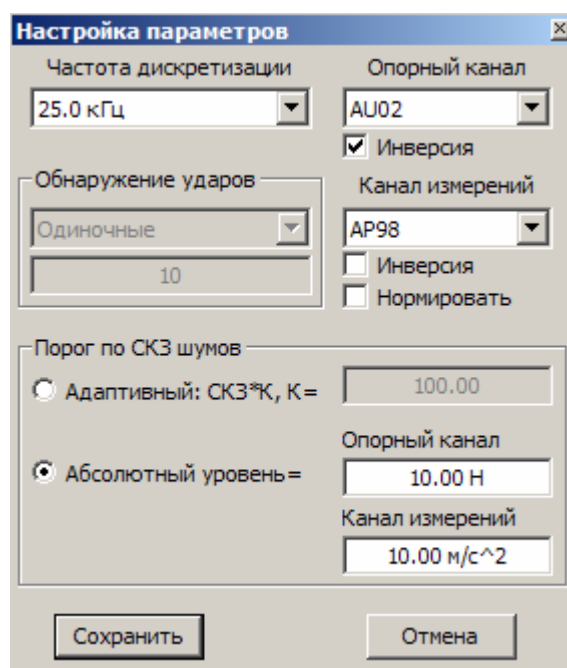 Настройка параметров
Частота дискретизации
25.0 кГц
Опорный канал
AU02
Инверсия
Обнаружение ударов
Одиночные
10
Канал измерений
AP98
Инверсия
Нормировать
Порог по СКЗ шумов
Адаптивный: СКЗ*К, К=
100.00
Абсолютный уровень=
Опорный канал
10.00 Н
Канал измерений
10.00 м/с^2
Сохранить
Отмена